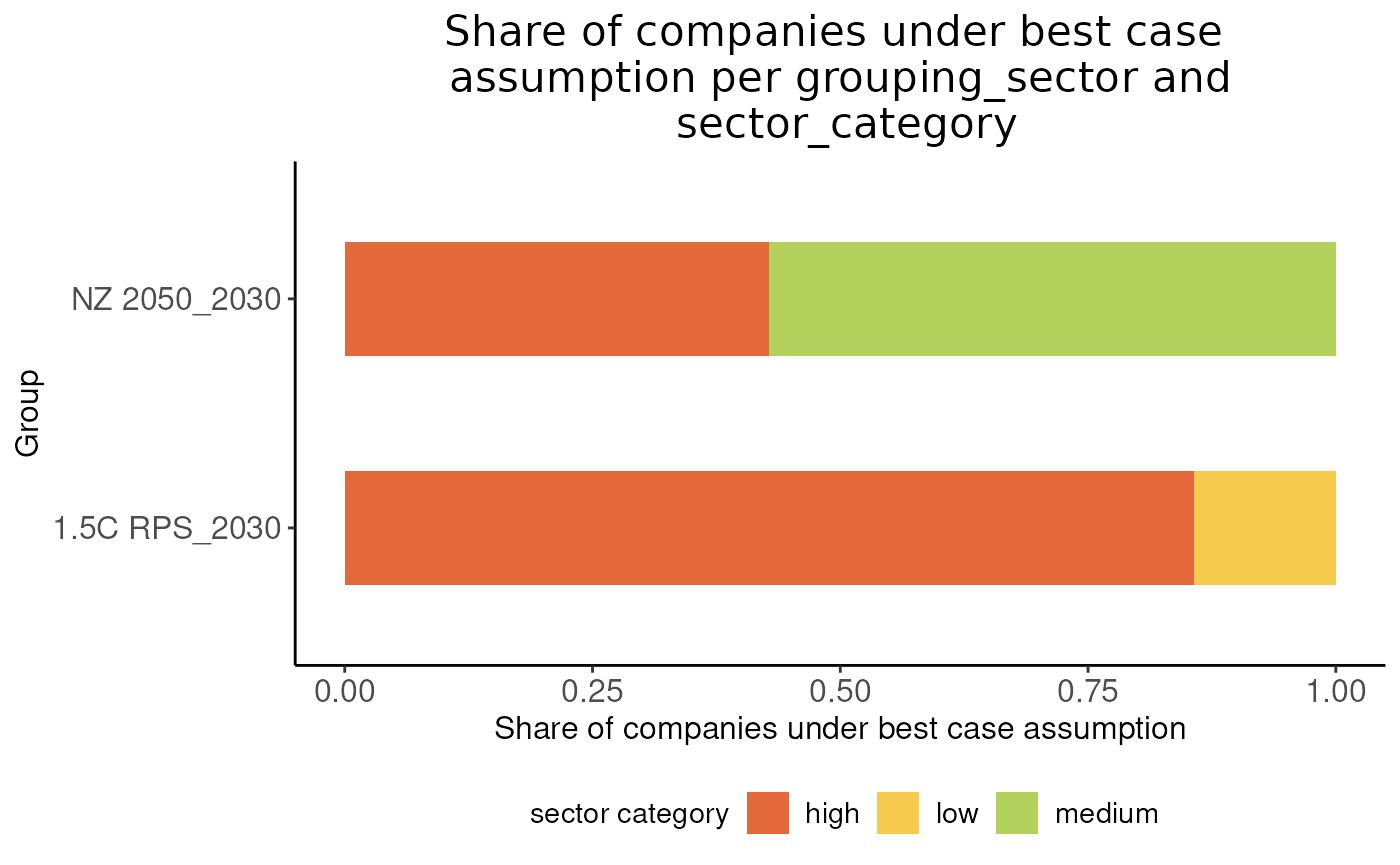 Share of companies under best case
assumption per grouping_sector and
sector_category
Group
NZ 2050_2030
1.5C RPS_2030
0.00 0.25 0.50 0.75 1.00
Share of companies under best case assumption
sector category high low medium